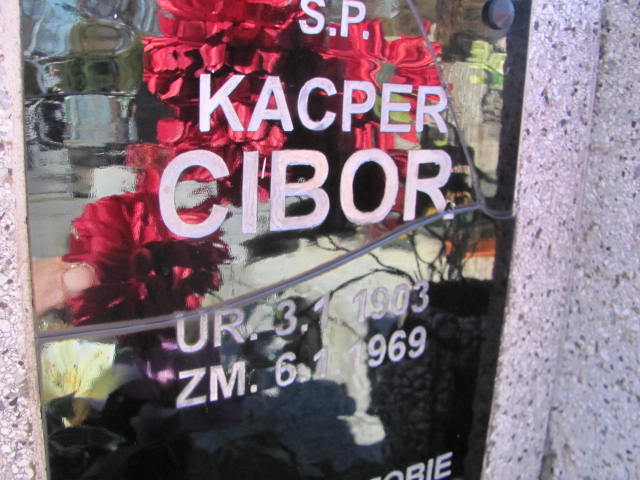 S.P.
KACPER
CIBOR
UR. 3.1 1903
ZM. 6.1 1969